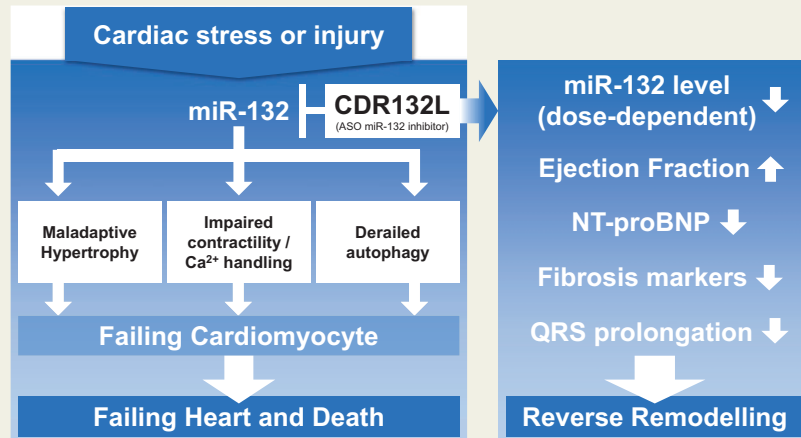 Cardiac stress or injury
miR-132
CDR132L
(ASO miR-132 inhibitor)
Maladaptive
Hypertrophy
Impaired
contractility /
Ca²⁺ handling
Derailed
autophagy
Failing Cardiomyocyte
Failing Heart and Death
miR-132 level
(dose-dependent)
Ejection Fraction
NT-proBNP
Fibrosis markers
QRS prolongation
Reverse Remodelling